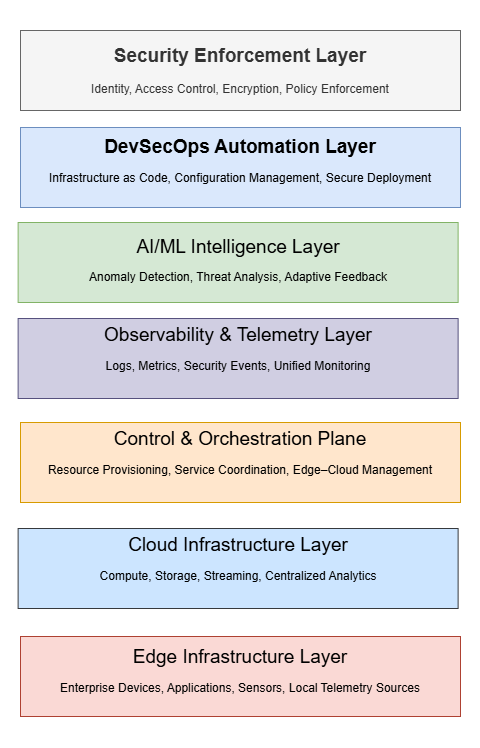 Security Enforcement Layer
Identity, Access Control, Encryption, Policy Enforcement
DevSecOps Automation Layer
Infrastructure as Code, Configuration Management, Secure Deployment
AI/ML Intelligence Layer
Anomaly Detection, Threat Analysis, Adaptive Feedback
Observability & Telemetry Layer
Logs, Metrics, Security Events, Unified Monitoring
Control & Orchestration Plane
Resource Provisioning, Service Coordination, Edge–Cloud Management
Cloud Infrastructure Layer
Compute, Storage, Streaming, Centralized Analytics
Edge Infrastructure Layer
Enterprise Devices, Applications, Sensors, Local Telemetry Sources